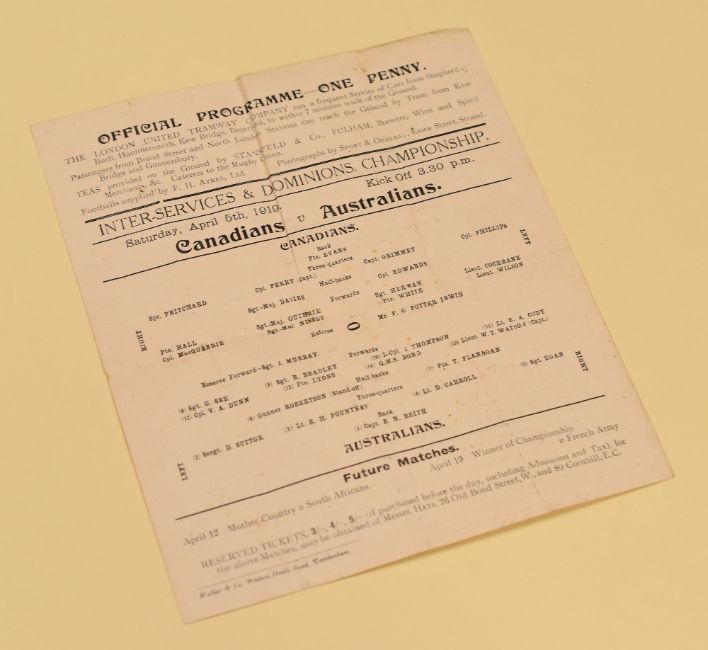 OFFICIAL PROGRAMME—ONE PENNY.
THE LONDON UNITED TRAMWAY COMPANY run a frequent Service of Cars from Shepherd's
Bush, Hammersmith, Kew Bridge, Brentford, to within 7 minutes walk of the Ground.
Passengers from Broad Street and North London Stations can reach the Ground by Tram from Kew
Bridge and Gunnersbury.
TEAS provided on the Ground by STANSFELD & Co., FULHAM, Brewers, Wine and Spirit
Merchants, &c. Caterers to the Rugby Union.
Footballs supplied by F. H. AYRES, Ltd. Photographs by SPORT & GENERAL, Essex Street, Strand.
INTER-SERVICES & DOMINIONS CHAMPIONSHIP.
Saturday, April 5th, 1919. Kick Off 3.30 p.m.
Canadians v Australians.
CANADIANS.
Back
Pte. EVANS
Three-quarters
Spr. PRITCHARD Cpl. PERRY (Capt.) Capt. GRIMMET Cpl. PHILLIPS
Half-backs
Sgt.-Maj. DAVIES Cpl. EDWARDS
RIGHT LEFT
Forwards
Pte. HALL Sgt.-Maj. GUTHRIE Sgt. HERMAN Lieut. COCHRANE
Cpl. MacQUARRIE Sgt.-Maj. NISBET Pte. WHITE Lieut. WILSON
Reserve Forward—Sgt. J. MURRAY.
Referee O Mr. F. C. POTTER IRWIN
Forwards
(8) Sgt. G. SEE (9) Sgt. R. BRADLEY (10) L-Cpl J. THOMPSON (11) Lt. E. A. CODY
(12) Cpl. V. A. DUNN (13) Pte. LYONS (14) Q.M.S. BOND (15) Lieut. W. T. WATSON (Capt.)
Half-backs
(6) Gunner ROBERTSON (Stand-off) (7) Pte. T. FLANAGAN
Three-quarters
(2) Sergt. D. SUTTOR (3) Lt. R. H. POUNTNEY (4) Lt. D. CARROLL (5) Sgt. EGAN
LEFT RIGHT
Back
(1) Capt. B. N. BEITH
AUSTRALIANS.
Future Matches.
April 12 Mother Country v South Africans April 19 Winner of Championship
v French Army
RESERVED TICKETS, 3/-, 4/-, 5/- (if purchased before the day, including Admission and Tax), for
the above Matches, may be obtained of Messrs. HAYS, 26 Old Bond Street, W., and 80 Cornhill, E.C.
Printers, Heath Road, Twickenham.